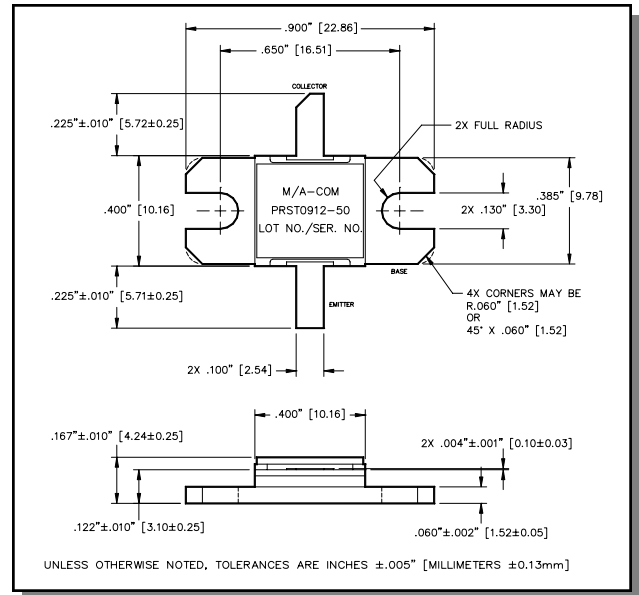 .900" [22.86]
.650" [16.51]
COLLECTOR
.225"±.010" [5.72±0.25]
2X FULL RADIUS
M/A-COM
PRST0912-50
LOT NO./SER. NO.
.400" [10.16]
2X .130" [3.30]
.385" [9.78]
BASE
.225"±.010" [5.71±0.25]
EMITTER
4X CORNERS MAY BE
R.060" [1.52]
OR
45° X .060" [1.52]
2X .100" [2.54]
.400" [10.16]
.167"±.010" [4.24±0.25]
2X .004"±.001" [0.10±0.03]
.122"±.010" [3.10±0.25]
.060"±.002" [1.52±0.05]
UNLESS OTHERWISE NOTED, TOLERANCES ARE INCHES ±.005" [MILLIMETERS ±0.13mm]